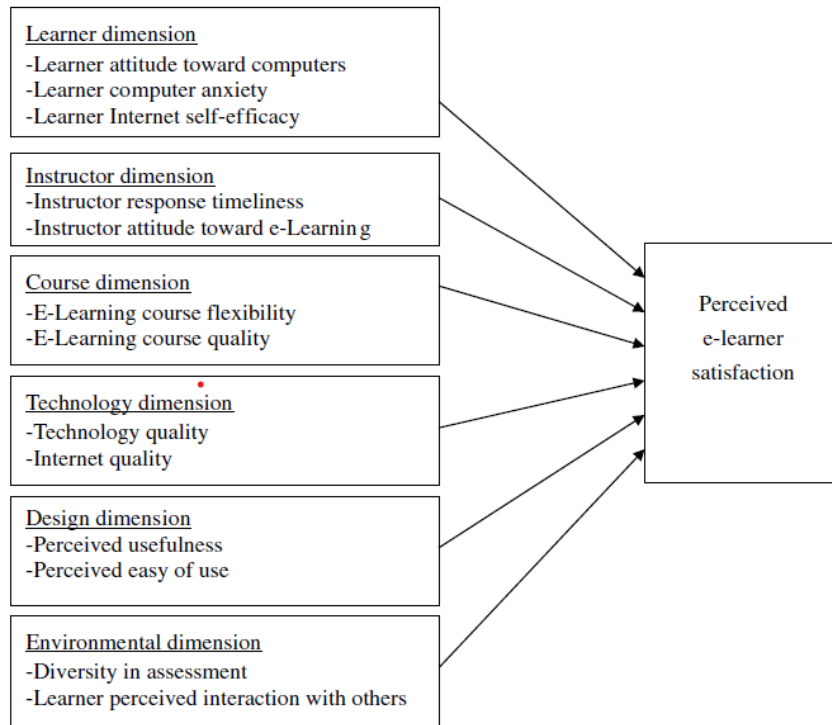 Learner dimension
-Learner attitude toward computers
-Learner computer anxiety
-Learner Internet self-efficacy
Instructor dimension
-Instructor response timeliness
-Instructor attitude toward e-Learning
Course dimension
-E-Learning course flexibility
-E-Learning course quality
Technology dimension
-Technology quality
-Internet quality
Design dimension
-Perceived usefulness
-Perceived easy of use
Environmental dimension
-Diversity in assessment
-Learner perceived interaction with others
Perceived
e-learner
satisfaction